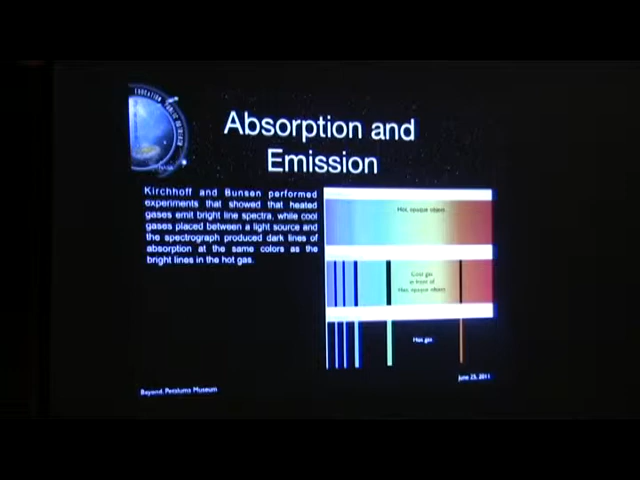 EDUCATION
Absorption and
Emission
Kirchhoff and Bunsen performed
experiments that showed that heated
gases emit bright line spectra, while cool
gases placed between a light source and
the spectrograph produced dark lines of
absorption at the same colors as the
bright lines in the hot gas.
Hot, opaque object
Cool gas
in front of
Hot, opaque object
Hot gas
Beyond, Petaluma Museum
June 25, 2011